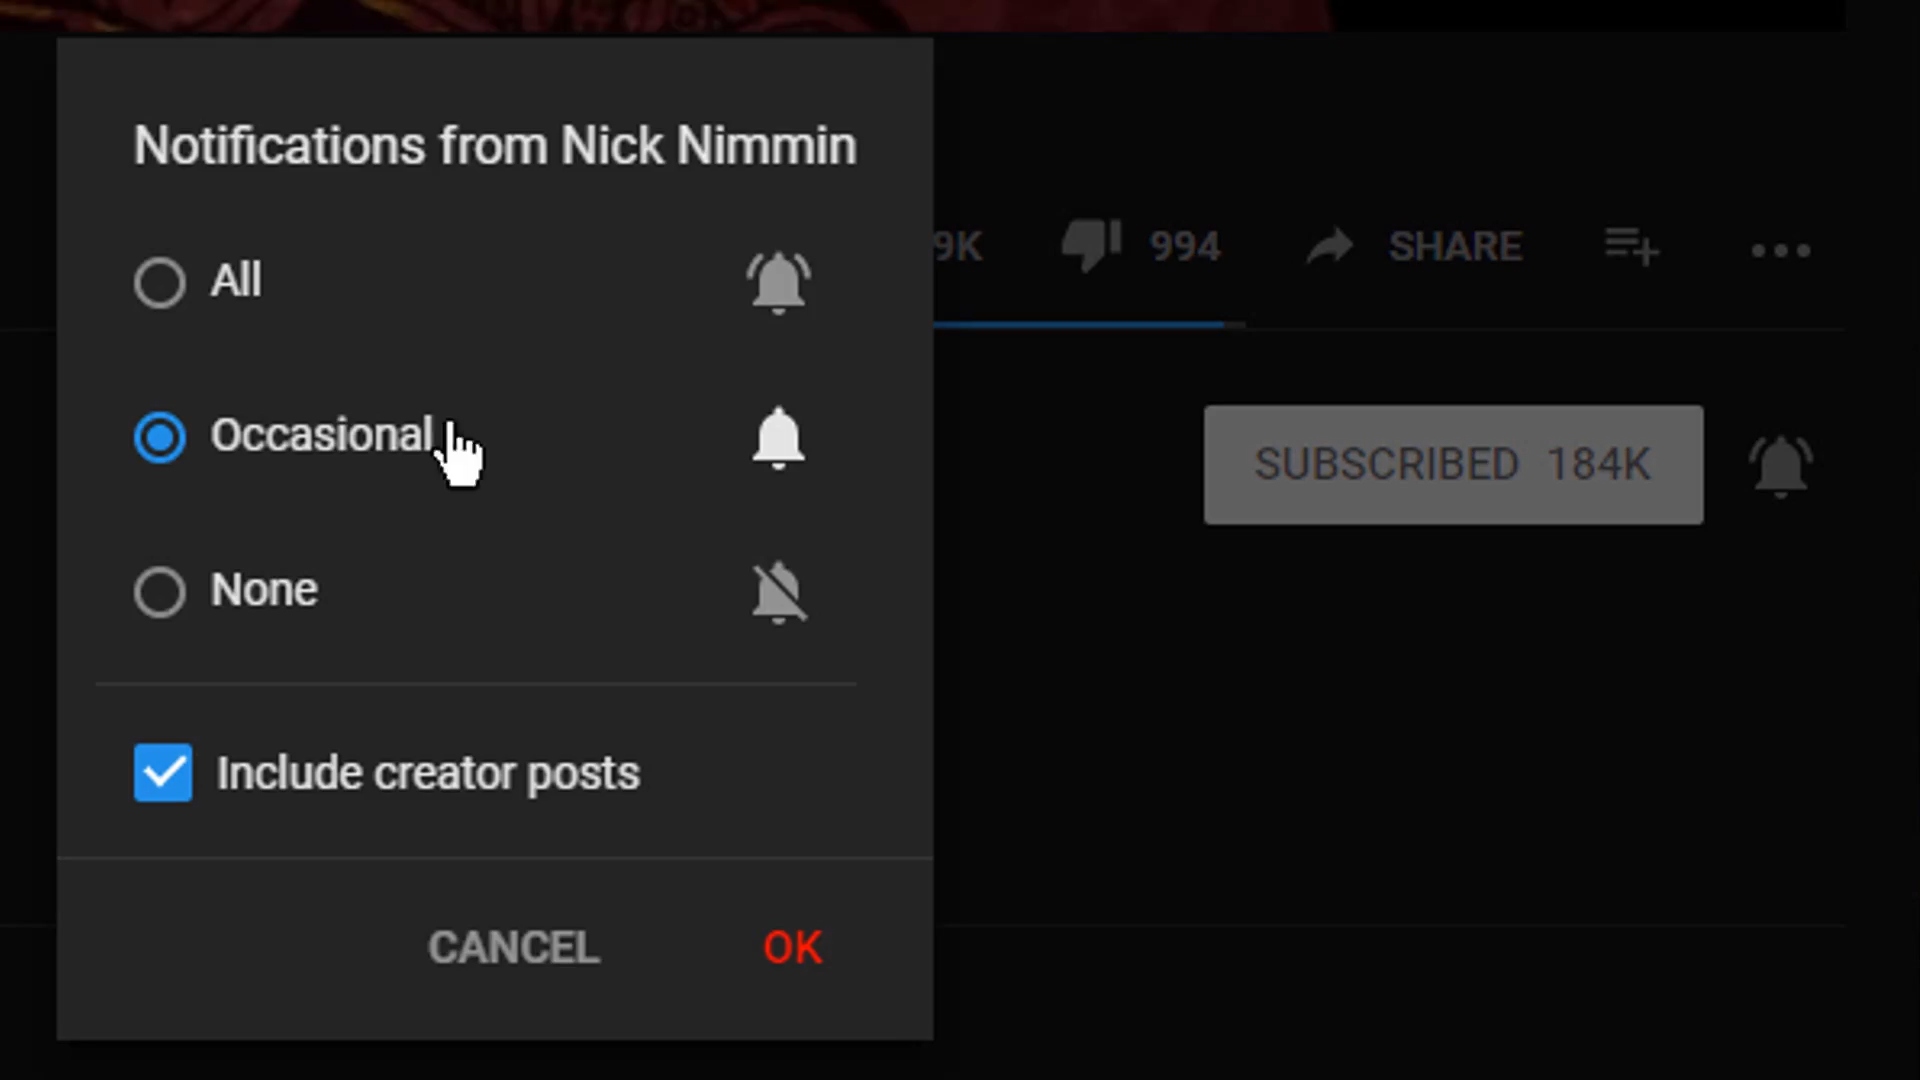 Notifications from Nick Nimmin
All
Occasional
None
Include creator posts
CANCEL OK
9K 994 SHARE
SUBSCRIBED 184K